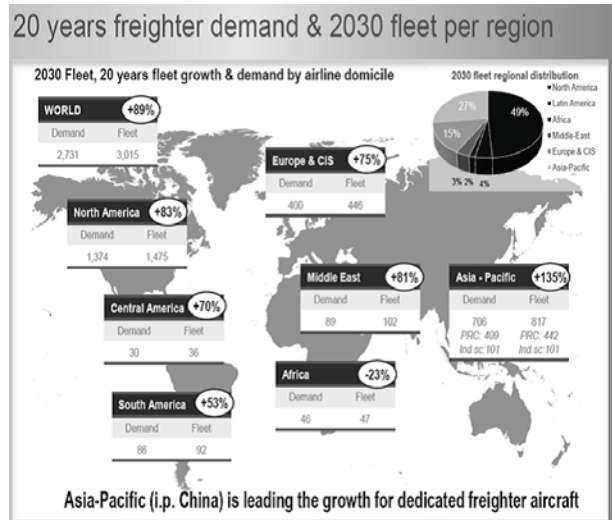 20 years freighter demand & 2030 fleet per region
2030 Fleet, 20 years fleet growth & demand by airline domicile
2030 fleet regional distribution
North America
Latin America
Africa
Middle-East
Europe & CIS
Asia-Pacific
27%
49%
15%
3% 2% 4%
WORLD +89%
Demand Fleet
2,731 3,015
Europe & CIS +75%
Demand Fleet
400 446
North America +83%
Demand Fleet
1,374 1,475
Middle East +81%
Demand Fleet
89 102
Asia - Pacific +135%
Demand Fleet
706 817
PRC: 409 PRC: 442
Ind.sc:101 Ind.sc:101
Central America +70%
Demand Fleet
30 36
Africa -23%
Demand Fleet
46 47
South America +53%
Demand Fleet
86 92
Asia-Pacific (i.p. China) is leading the growth for dedicated freighter aircraft